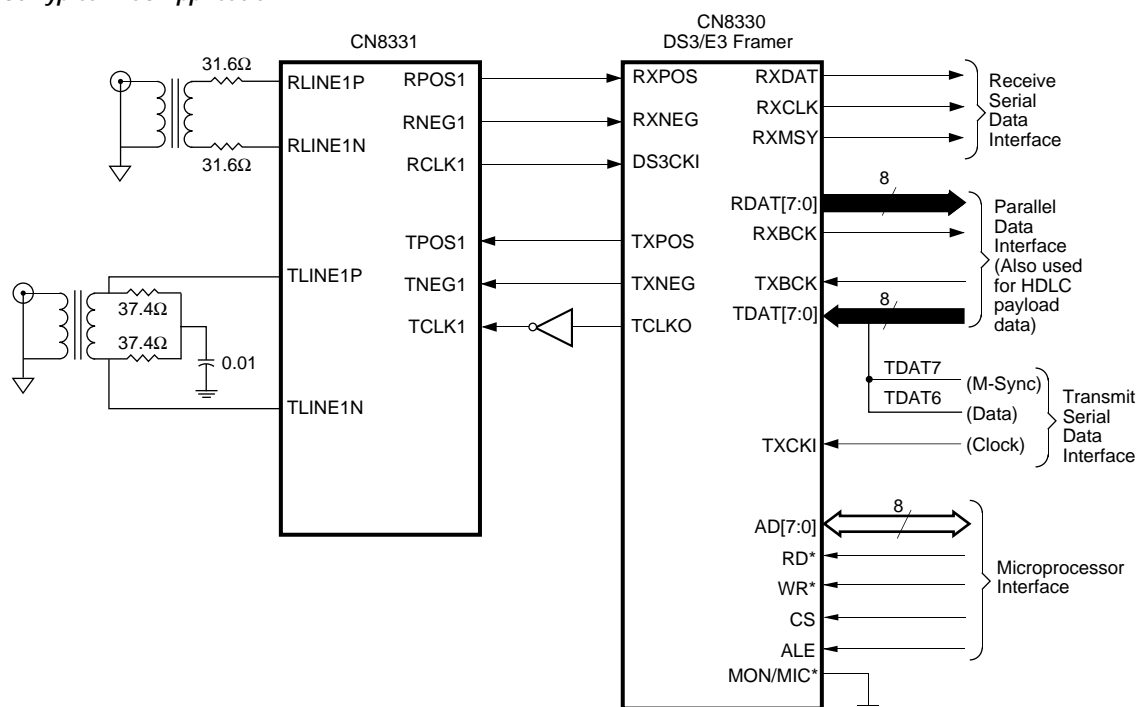 CN8331
CN8330
DS3/E3 Framer
31.6Ω
31.6Ω
RLINE1P
RLINE1N
TLINE1P
TLINE1N
37.4Ω
37.4Ω
0.01
RPOS1
RNEG1
RCLK1
TPOS1
TNEG1
TCLK1
RXPOS
RXNEG
DS3CKI
TXPOS
TXNEG
TCLKO
RXDAT
RXCLK
RXMSY
RDAT[7:0]
RXBCK
TXBCK
TDAT[7:0]
TXCKI
AD[7:0]
RD*
WR*
CS
ALE
MON/MIC*
Receive
Serial
Data
Interface
8
Parallel
Data
Interface
(Also used
for HDLC
payload
data)
8
TDAT7
(M-Sync)
TDAT6
(Data)
(Clock)
Transmit
Serial
Data
Interface
8
Microprocessor
Interface